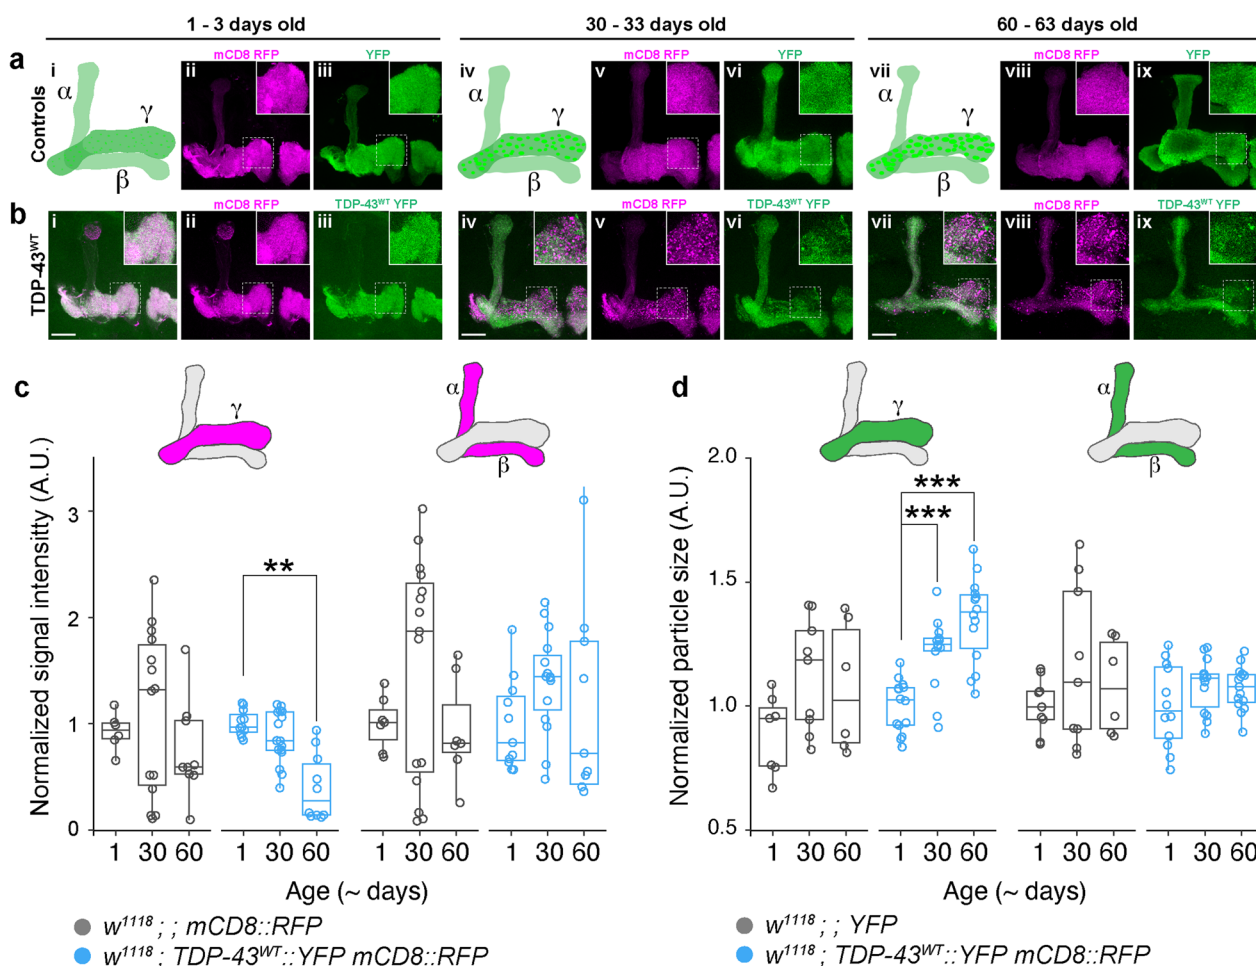 1 - 3 days old 30 - 33 days old 60 - 63 days old
a mCD8 RFP YFP mCD8 RFP YFP mCD8 RFP YFP
Controls i α γ β ii iii iv α γ β v vi vii α γ β viii ix
b mCD8 RFP TDP-43WT YFP mCD8 RFP TDP-43WT YFP mCD8 RFP TDP-43WT YFP
TDP-43WT i ii iii iv v vi vii viii ix
c γ α β
Normalized signal intensitty (A.U.)
3
2
1
0
**
1 30 60 1 30 60 1 30 60 1 30 60
Age (~ days)
w1118 ; ; mCD8::RFP
w1118 : TDP-43WT::YFP mCD8::RFP
d γ α β
Normalized particle size (A.U.)
2.0
1.5
1.0
0.5
***
***
1 30 60 1 30 60 1 30 60 1 30 60
Age (~ days)
w1118 ; ; YFP
w1118 ; TDP-43WT::YFP mCD8::RFP